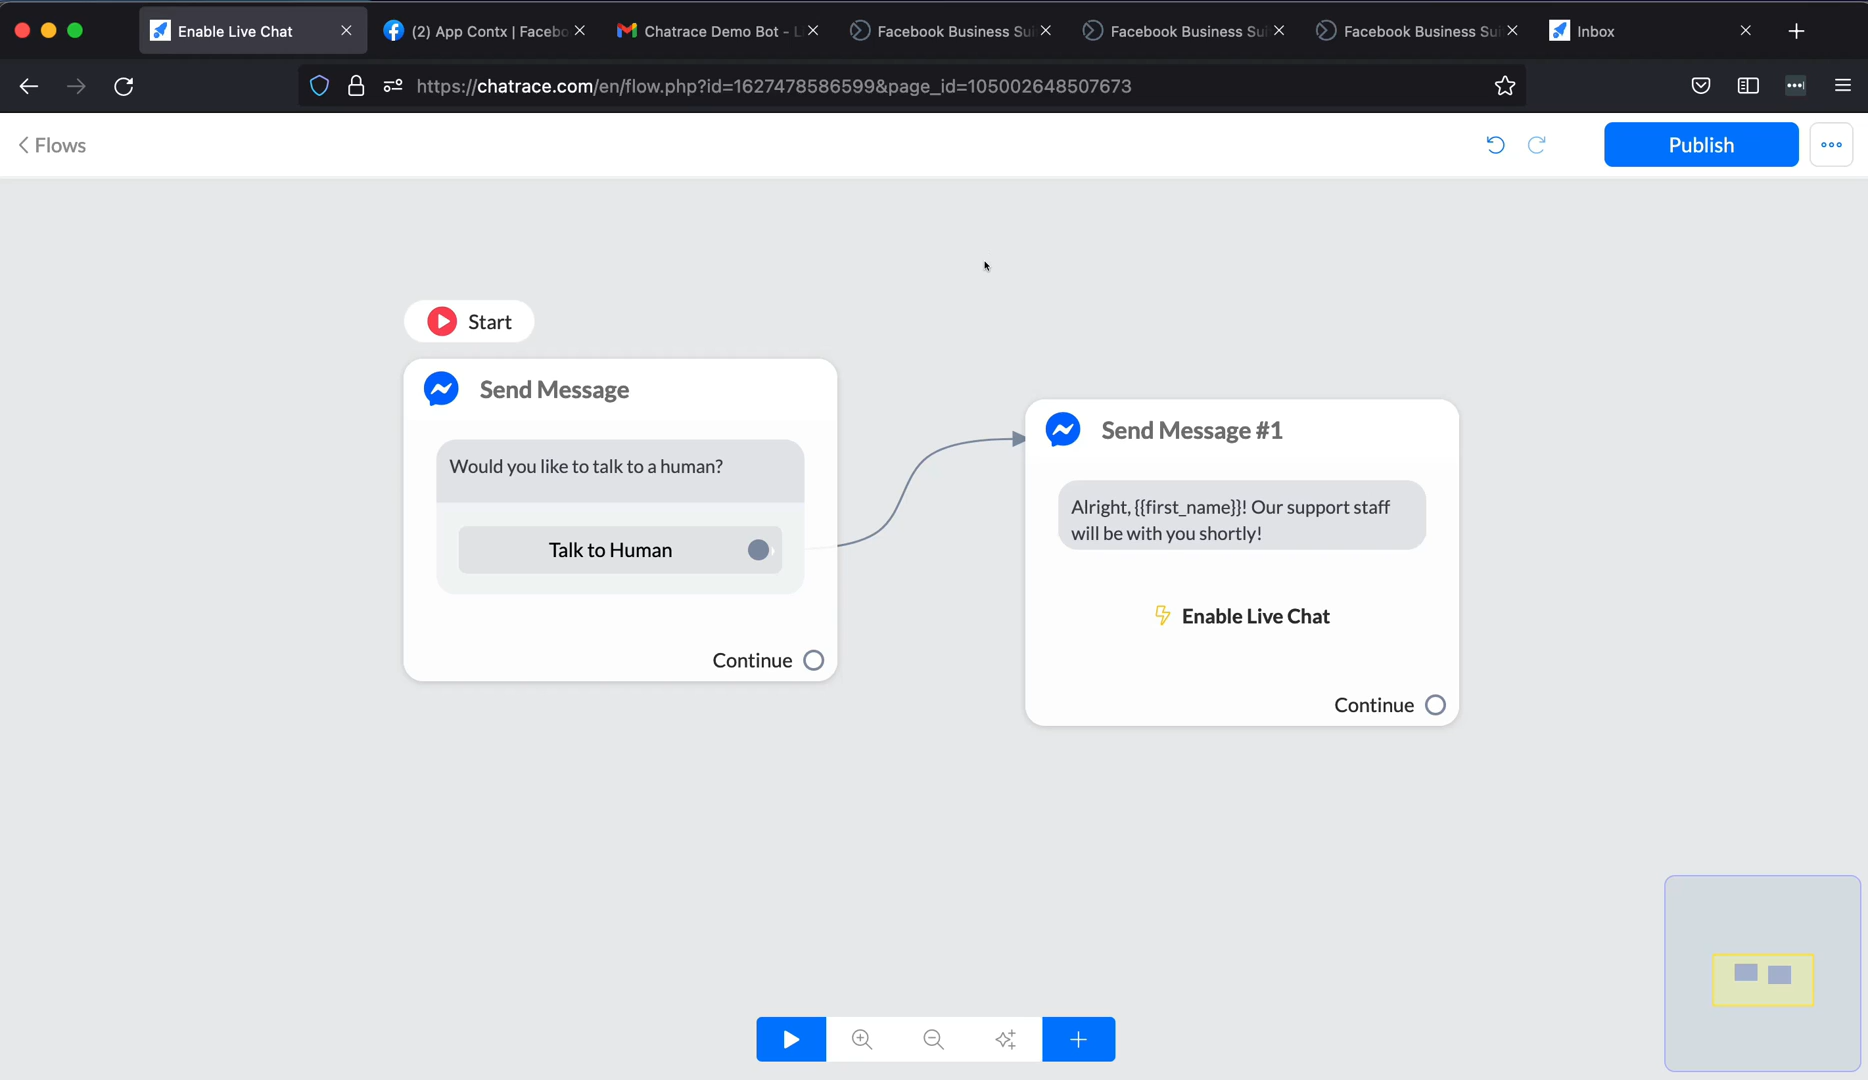 Enable Live Chat
(2) App Contx | Facebo
Chatrace Demo Bot - L
Facebook Business Sui
Facebook Business Sui
Facebook Business Sui
Inbox
https://chatrace.com/en/flow.php?id=1627478586599&page_id=105002648507673
Flows
Publish
Start
Send Message
Would you like to talk to a human?
Talk to Human
Continue
Send Message #1
Alright, {{first_name}}! Our support staff
will be with you shortly!
Enable Live Chat
Continue